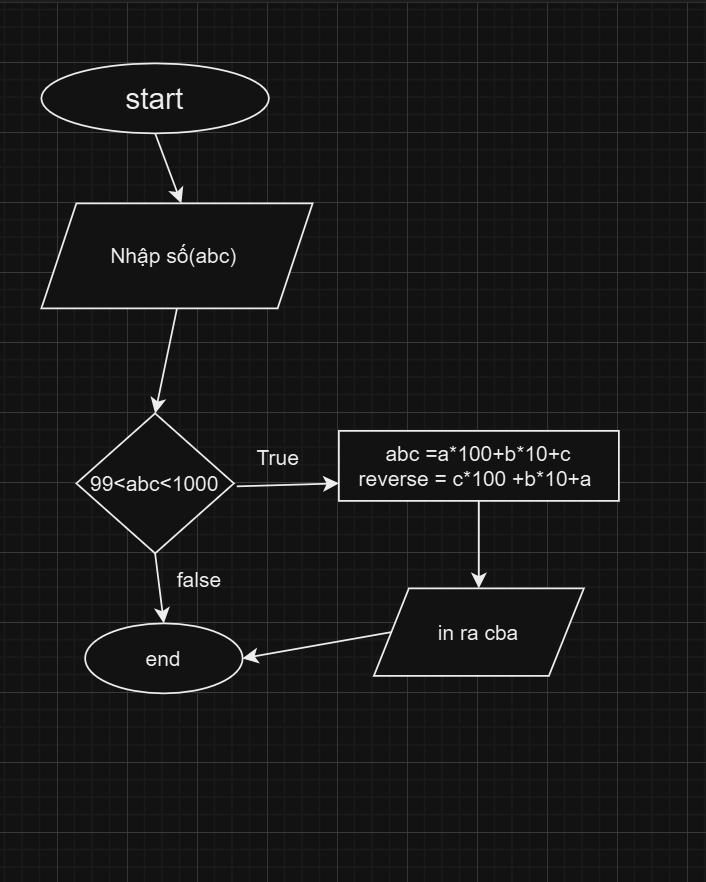 start
Nhập số(abc)
99<abc<1000
True
abc =a*100+b*10+c
reverse = c*100 +b*10+a
false
in ra cba
end